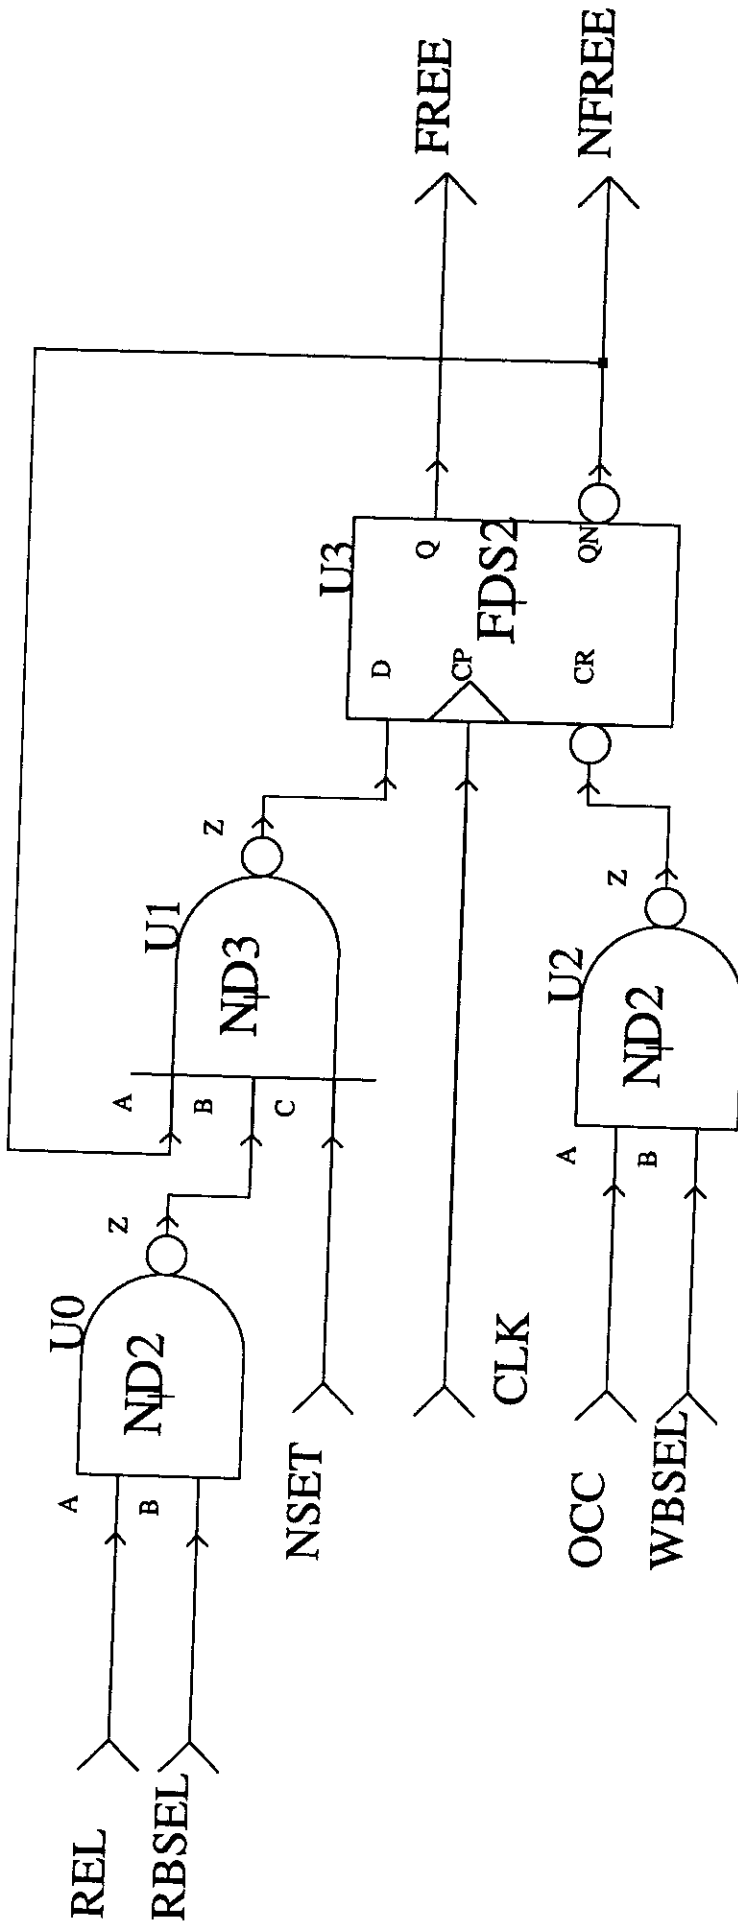 REL
RBSEL
A
B
U0
ND2
Z
NSET
A
B
C
U1
ND3
Z
CLK
OCC
WBSEL
A
B
U2
ND2
Z
U3
D
Q
CP
FDS2
CR
QN
FREE
NFREE